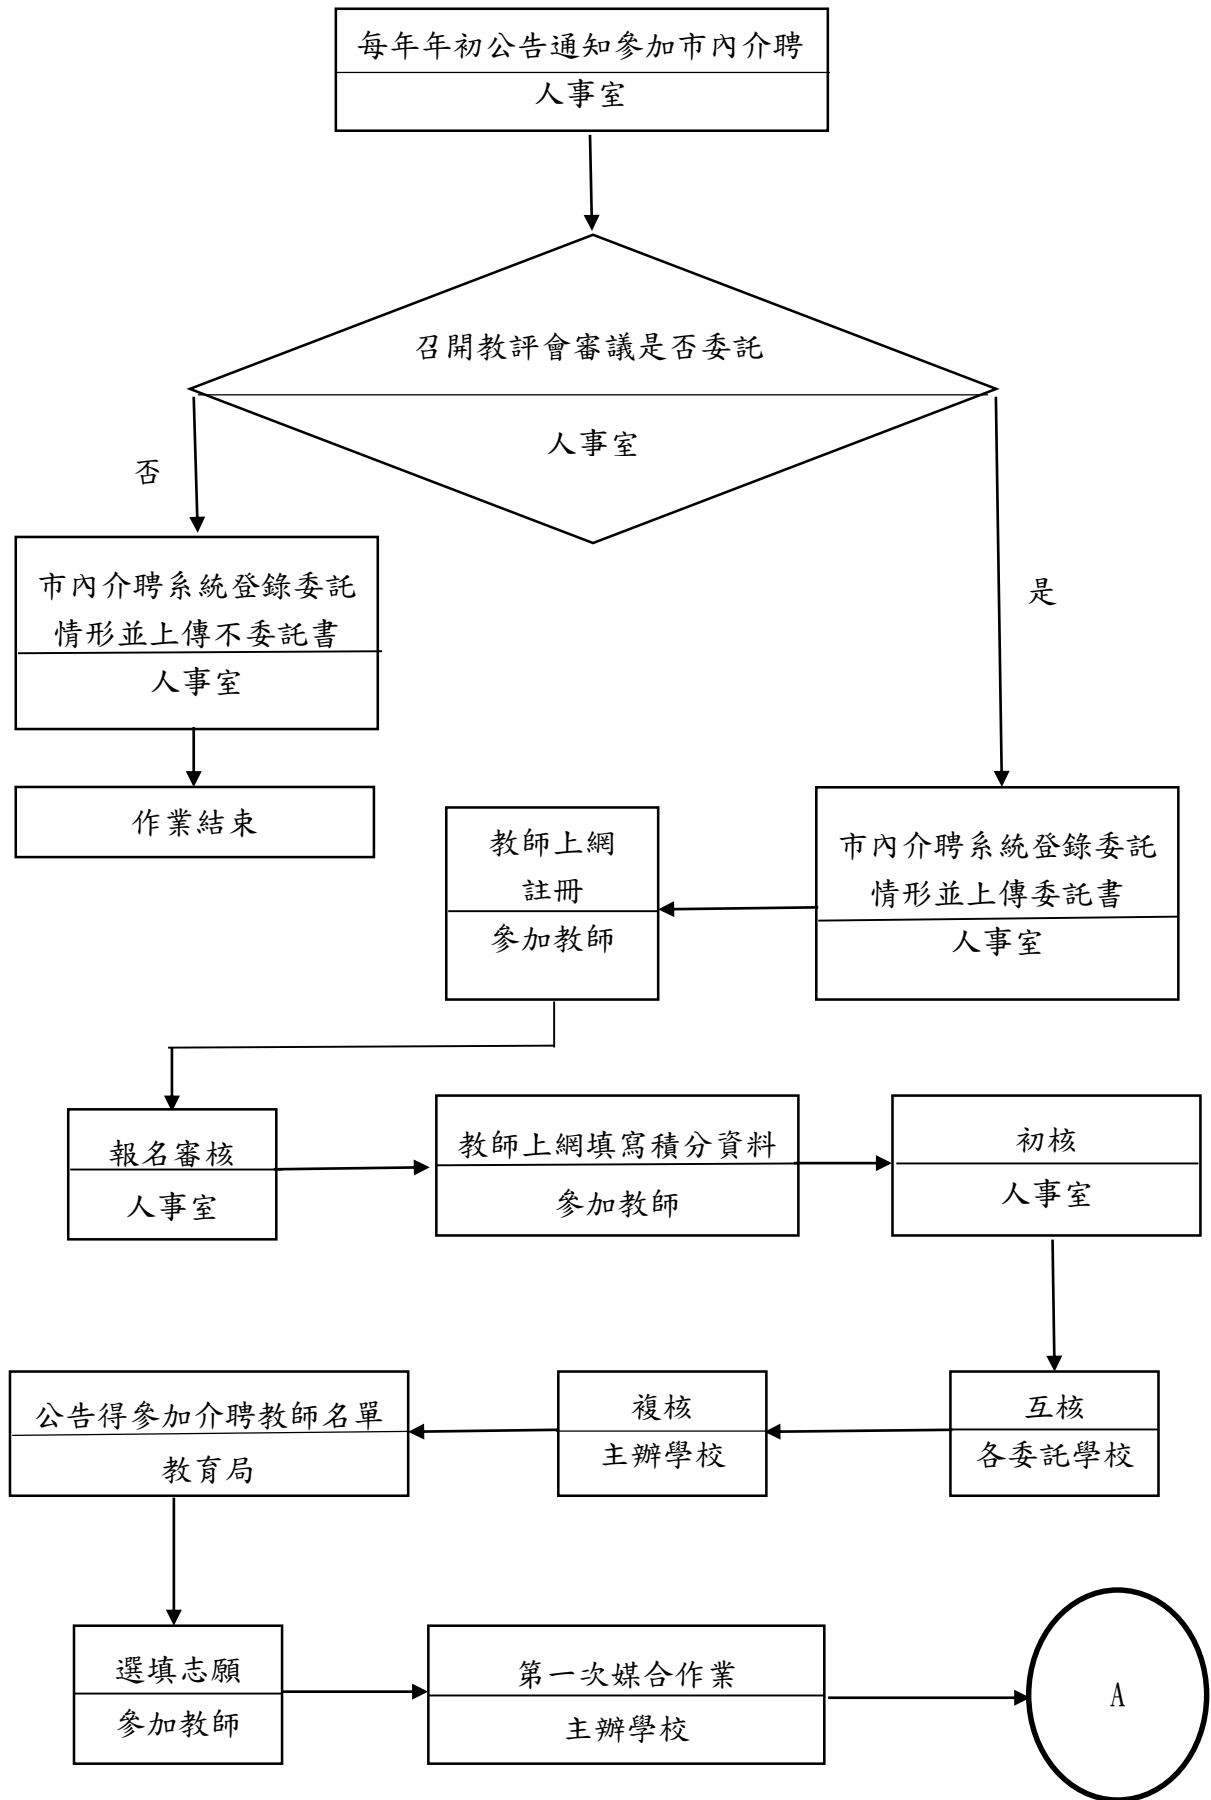 每年年初公告通知參加市內介聘
人事室
召開教評會審議是否委託
人事室
否
是
市內介聘系統登錄委託
情形並上傳不委託書
人事室
作業結束
教師上網
註冊
參加教師
市內介聘系統登錄委託
情形並上傳委託書
人事室
報名審核
人事室
教師上網填寫積分資料
參加教師
初核
人事室
公告得參加介聘教師名單
教育局
複核
主辦學校
互核
各委託學校
選填志願
參加教師
第一次媒合作業
主辦學校
A